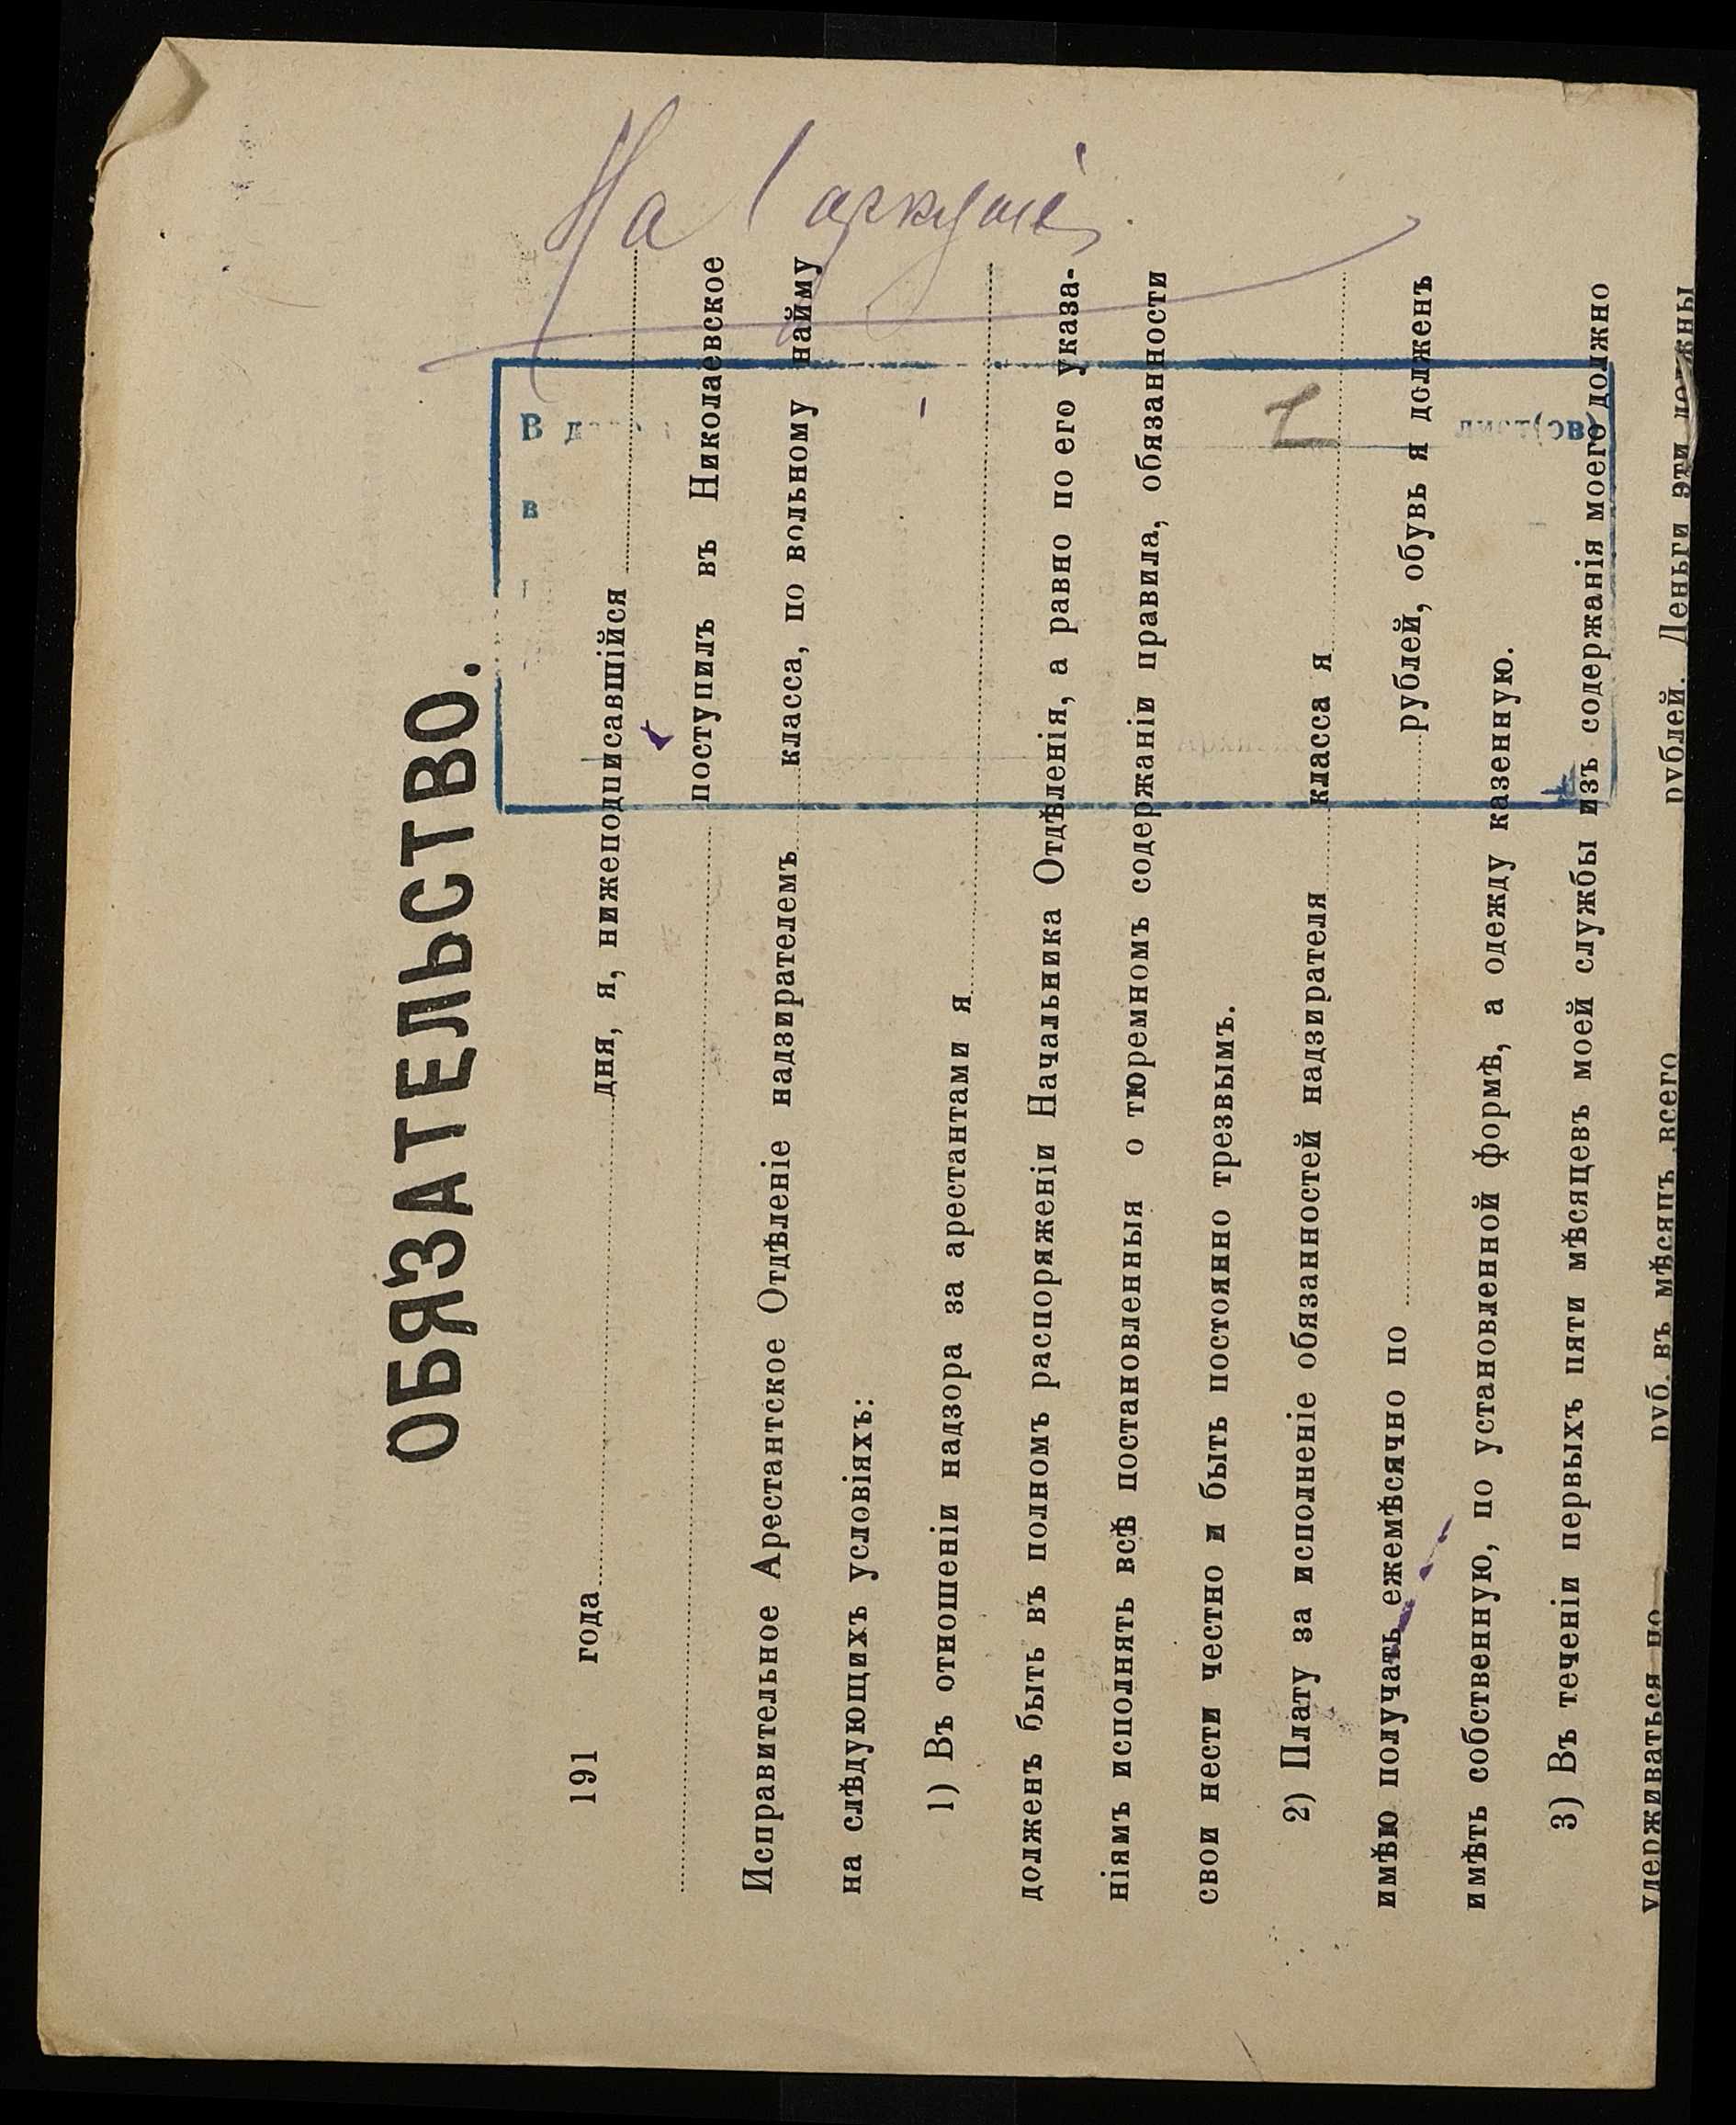 На 1 аркуші
ОБЯЗАТЕЛЬСТВО.
191 года дня, я, нижеподписавшійся
поступилъ въ Николаевское
Исправительное Арестантское Отдѣленіе надзирателемъ класса, по вольному найму
на слѣдующихъ условіяхъ:
1) Въ отношеніи надзора за арестантами я
долженъ быть въ полномъ распоряженіи Начальника Отдѣленія, а равно по его указа-
ніямъ исполнять всѣ постановленныя о тюремномъ содержаніи правила, обязанности
свои нести честно и быть постоянно трезвымъ.
2) Плату за исполненіе обязанностей надзирателя класса я
имѣю получать ежемѣсячно по рублей, обувь я долженъ
имѣть собственную, по установленной формѣ, а одежду казенную.
3) Въ теченіи первыхъ пяти мѣсяцевъ моей службы изъ содержанія моего должно
удерживаться по руб. въ мѣсяцъ всего рублей. Деньги эти должны
В
в
1